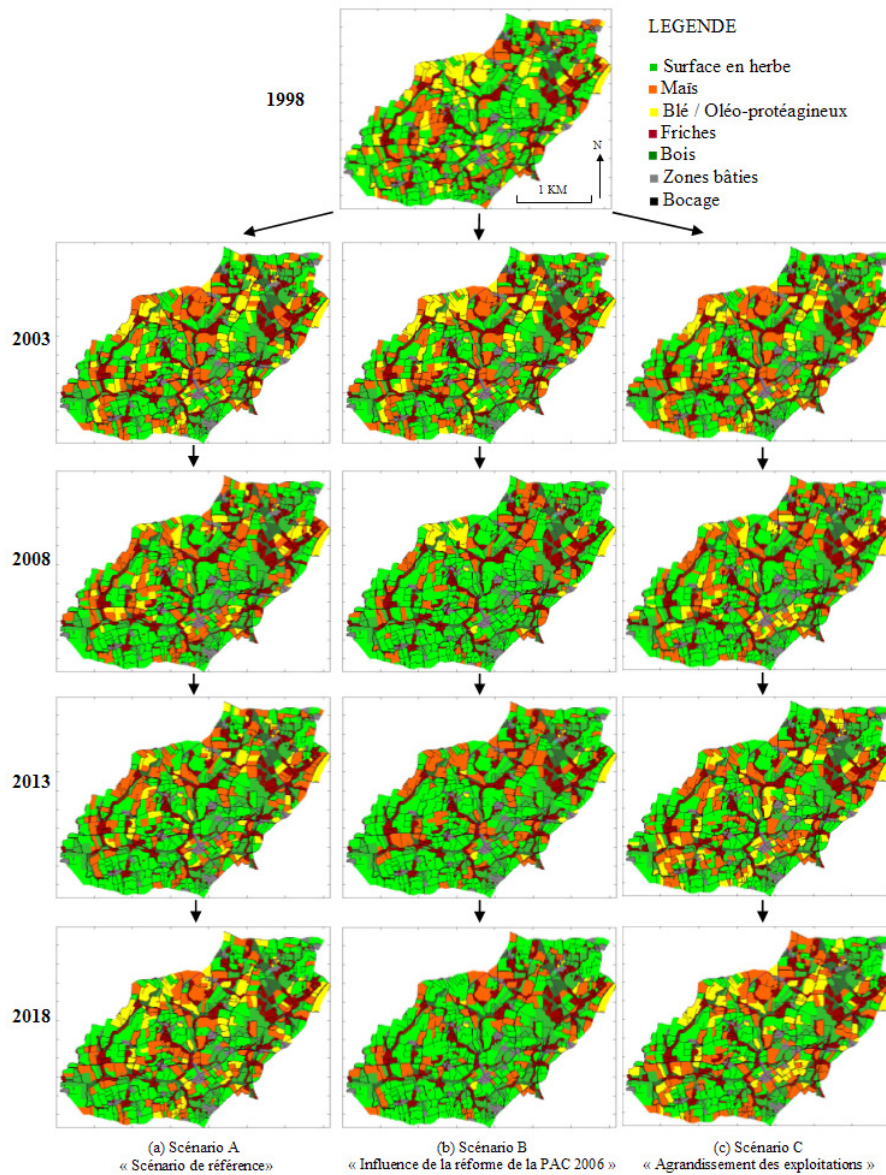 LEGENDE
Surface en herbe
Maïs
Blé / Oléo-protéagineux
Friches
Bois
Zones bâties
Bocage
1998
N
1 KM
2003
2008
2013
2018
(a) Scénario A
« Scénario de référence»
(b) Scénario B
« Influence de la réforme de la PAC 2006 »
(c) Scénario C
« Agrandissement des exploitations »